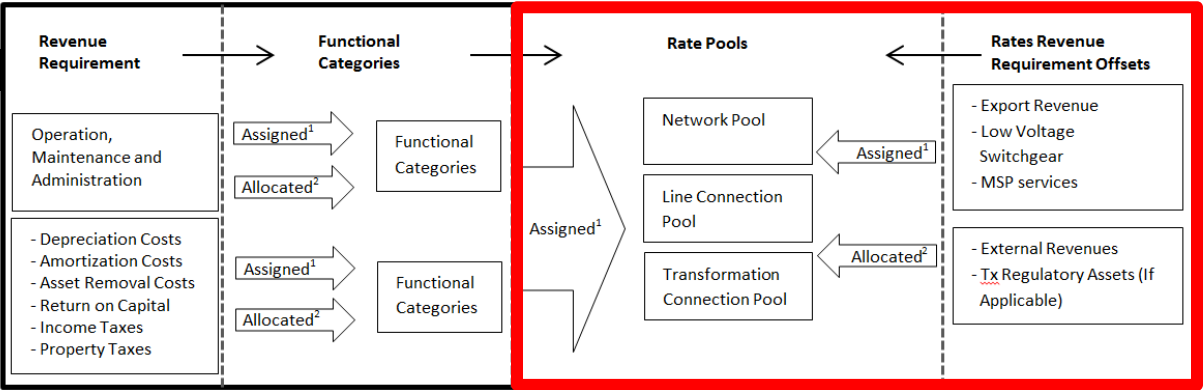 Revenue
Requirement
Functional
Categories
Rate Pools
Rates Revenue
Requirement Offsets
Operation,
Maintenance and
Administration
Assigned1
Allocated2
Functional
Categories
- Depreciation Costs
- Amortization Costs
- Asset Removal Costs
- Return on Capital
- Income Taxes
- Property Taxes
Assigned1
Allocated2
Functional
Categories
Assigned1
Network Pool
Line Connection
Pool
Transformation
Connection Pool
Assigned1
Allocated2
- Export Revenue
- Low Voltage
Switchgear
- MSP services
- External Revenues
- Tx Regulatory Assets (If
Applicable)